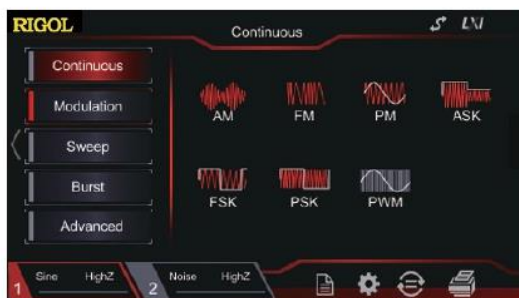 RIGOL
Continuous
LXI
Continuous
Modulation
Sweep
Burst
Advanced
AM FM PM ASK
FSK PSK PWM
1 Sine HighZ 2 Noise HighZ